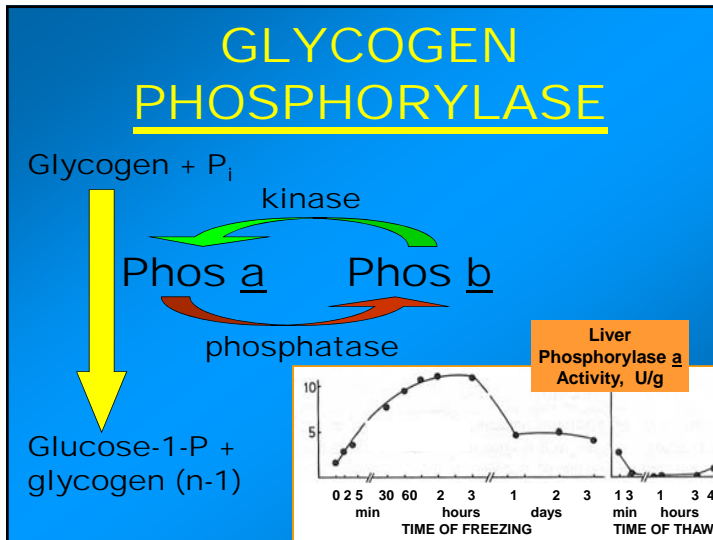 GLYCOGEN
PHOSPHORYLASE
Glycogen + Pi
kinase
Phos a Phos b
phosphatase
Glucose-1-P +
glycogen (n-1)
Liver
Phosphorylase a
Activity, U/g
10
5
0 2 5 30 60 2 3 1 2 3 1 3 1 3 4
min hours days min hours
TIME OF FREEZING TIME OF THAW